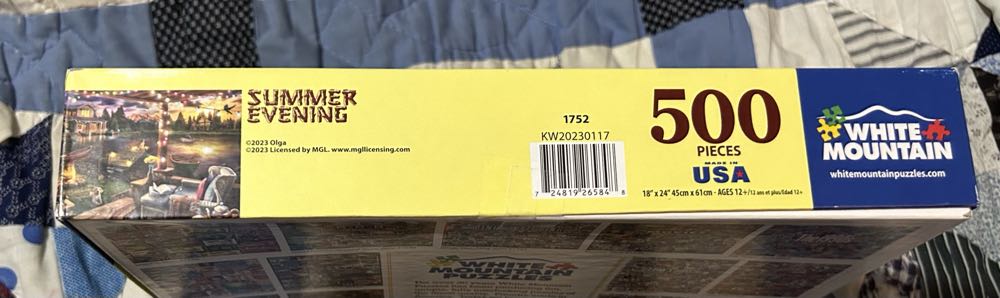 SUMMER
EVENING
©2023 Olga
©2023 Licensed by MGL. www.mgllicensing.com
1752
KW20230117
7 24819 26584 8
500
PIECES
MADE IN
USA
18" x 24" 45cm x 61cm - AGES 12+/12 ans et plus/Edad 12+
WHITE
MOUNTAIN
whitemountainpuzzles.com
WHITE
MOUNTAIN
PUZZLES